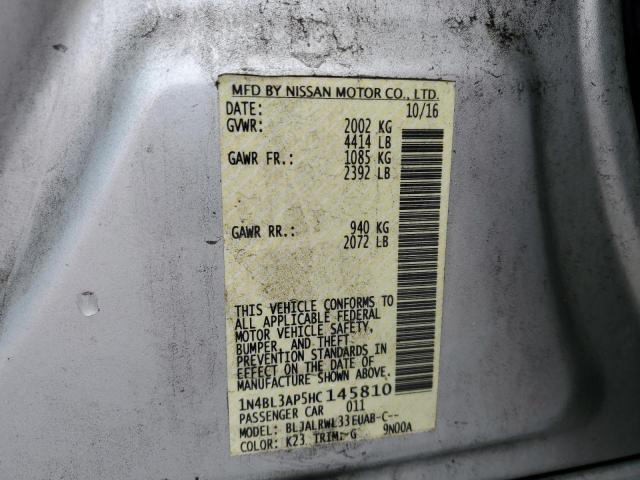 MFD BY NISSAN MOTOR CO., LTD.
DATE: 10/16
GVWR: 2002 KG
4414 LB
GAWR FR.: 1085 KG
2392 LB
GAWR RR.: 940 KG
2072 LB
THIS VEHICLE CONFORMS TO
ALL APPLICABLE FEDERAL
MOTOR VEHICLE SAFETY,
BUMPER, AND THEFT
PREVENTION STANDARDS IN
EFFECT ON THE DATE OF
MANUFACTURE SHOWN ABOVE.
1N4BL3AP5HC145810
PASSENGER CAR 011
MODEL: BLJALRWL33EUAB-C--
COLOR: K23 TRIM: G 9N00A